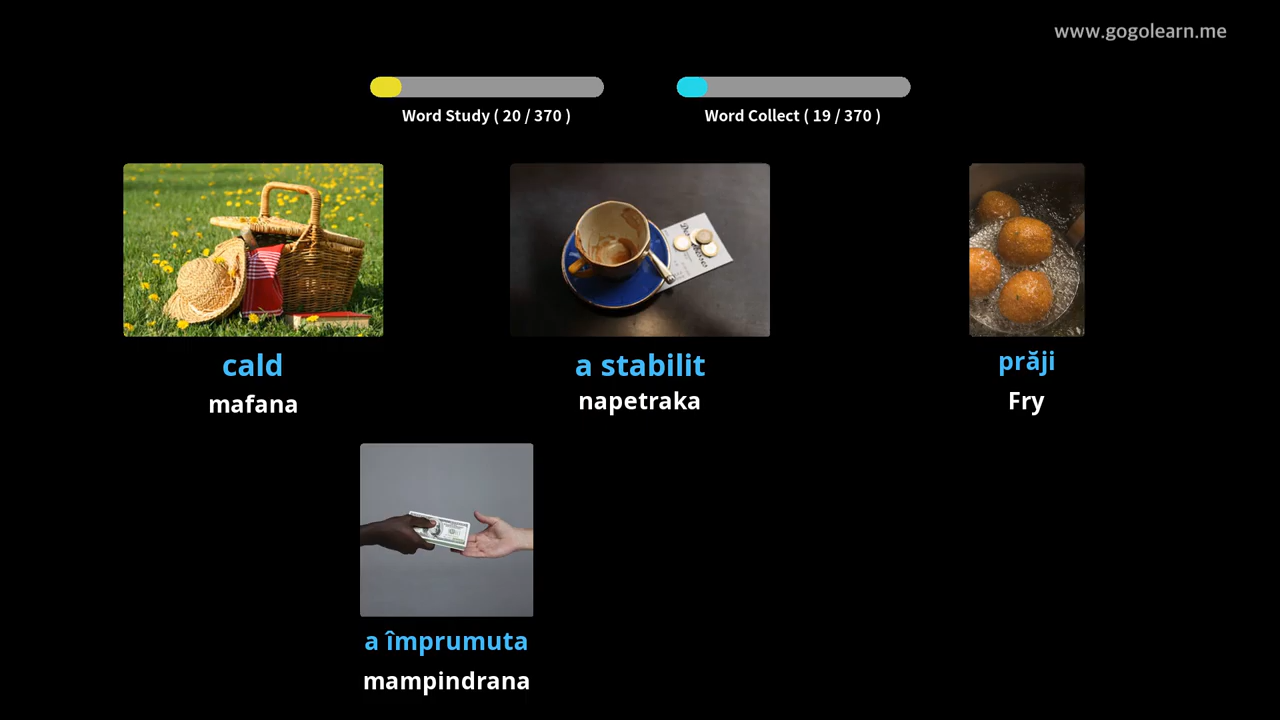 www.gogolearn.me
Word Study ( 20 / 370 )
Word Collect ( 19 / 370 )
cald
mafana
a stabilit
napetraka
prăji
Fry
a împrumuta
mampindrana